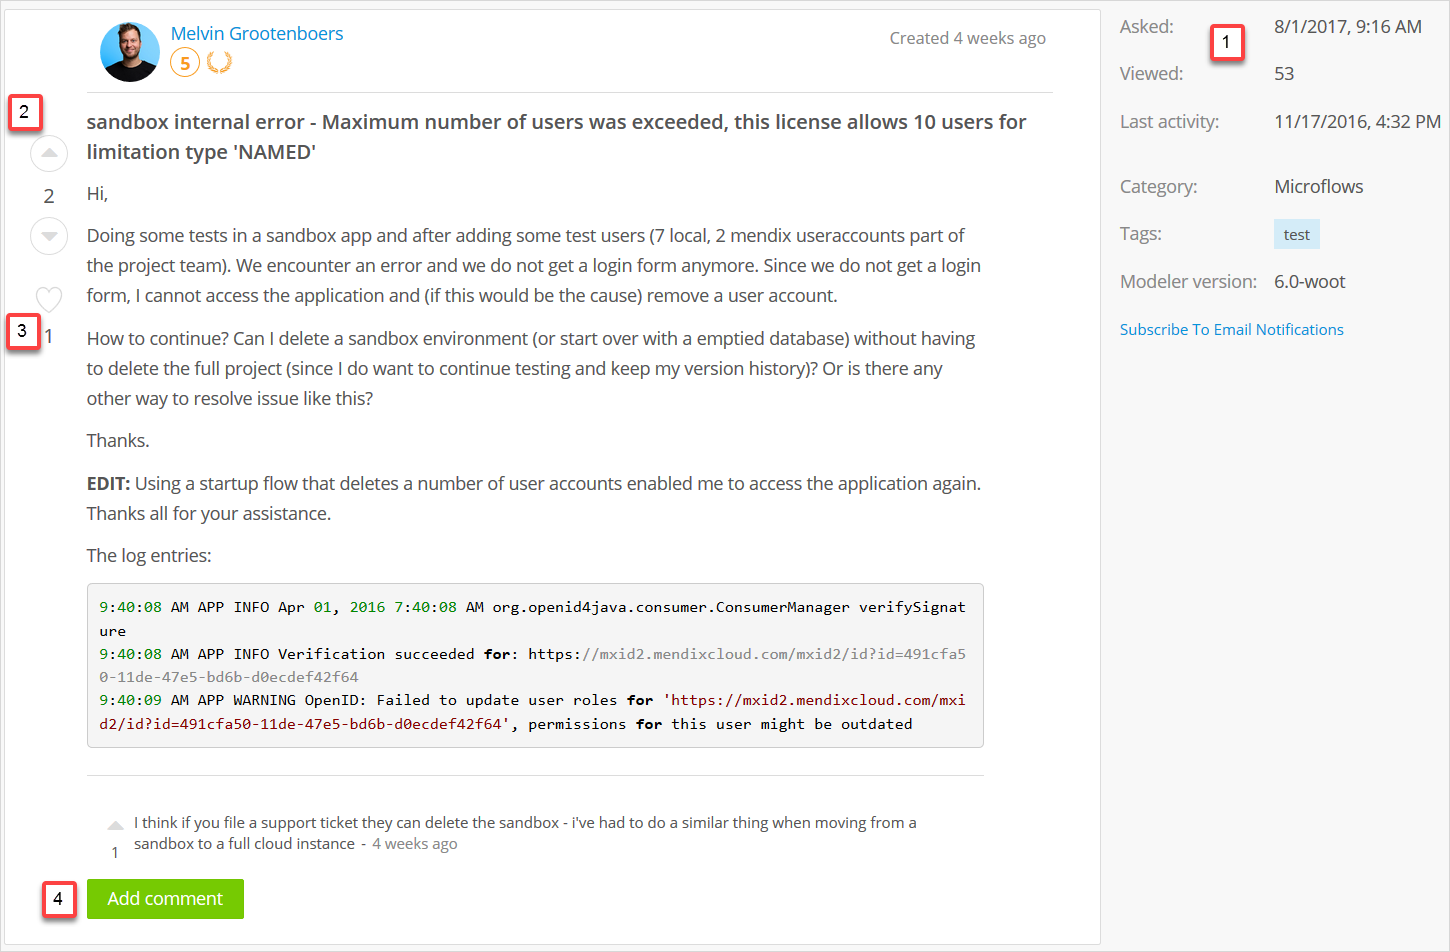 Melvin Grootenboers
5
Created 4 weeks ago
2
sandbox internal error - Maximum number of users was exceeded, this license allows 10 users for
limitation type 'NAMED'
2
Hi,
Doing some tests in a sandbox app and after adding some test users (7 local, 2 mendix useraccounts part of
the project team). We encounter an error and we do not get a login form anymore. Since we do not get a login
form, I cannot access the application and (if this would be the cause) remove a user account.
3
1
How to continue? Can I delete a sandbox environment (or start over with a emptied database) without having
to delete the full project (since I do want to continue testing and keep my version history)? Or is there any
other way to resolve issue like this?
Thanks.
EDIT: Using a startup flow that deletes a number of user accounts enabled me to access the application again.
Thanks all for your assistance.
The log entries:
9:40:08 AM APP INFO Apr 01, 2016 7:40:08 AM org.openid4java.consumer.ConsumerManager verifySignat
ure
9:40:08 AM APP INFO Verification succeeded for: https://mxid2.mendixcloud.com/mxid2/id?id=491cfa5
0-11de-47e5-bd6b-d0ecdef42f64
9:40:09 AM APP WARNING OpenID: Failed to update user roles for 'https://mxid2.mendixcloud.com/mxi
d2/id?id=491cfa50-11de-47e5-bd6b-d0ecdef42f64', permissions for this user might be outdated
I think if you file a support ticket they can delete the sandbox - i've had to do a similar thing when moving from a
sandbox to a full cloud instance - 4 weeks ago
1
4
Add comment
Asked: 8/1/2017, 9:16 AM
1
Viewed: 53
Last activity: 11/17/2016, 4:32 PM
Category: Microflows
Tags: test
Modeler version: 6.0-woot
Subscribe To Email Notifications